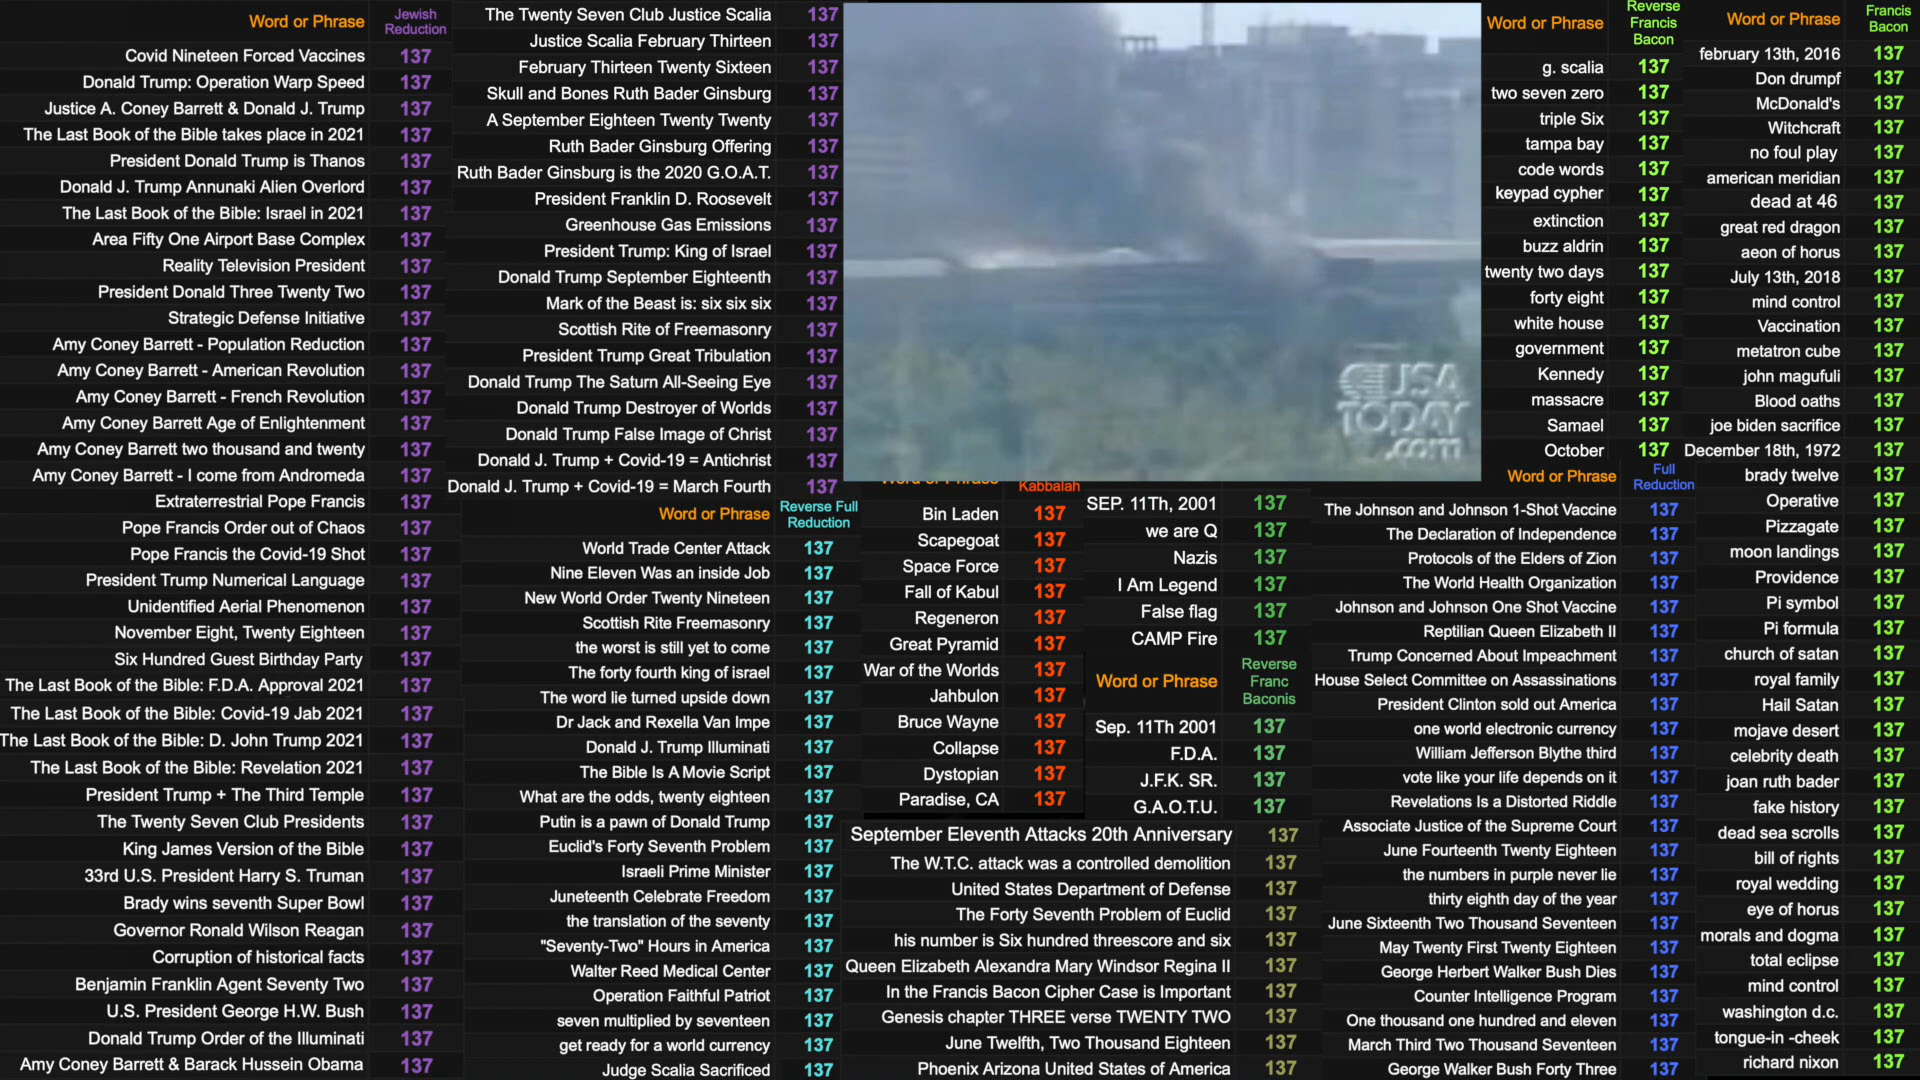 Word or Phrase Jewish Reduction
Covid Nineteen Forced Vaccines 137
Donald Trump: Operation Warp Speed 137
Justice A. Coney Barrett & Donald J. Trump 137
The Last Book of the Bible takes place in 2021 137
President Donald Trump is Thanos 137
Donald J. Trump Annunaki Alien Overlord 137
The Last Book of the Bible: Israel in 2021 137
Area Fifty One Airport Base Complex 137
Reality Television President 137
President Donald Three Twenty Two 137
Strategic Defense Initiative 137
Amy Coney Barrett - Population Reduction 137
Amy Coney Barrett - American Revolution 137
Amy Coney Barrett - French Revolution 137
Amy Coney Barrett Age of Enlightenment 137
Amy Coney Barrett two thousand and twenty 137
Amy Coney Barrett - I come from Andromeda 137
Extraterrestrial Pope Francis 137
Pope Francis Order out of Chaos 137
Pope Francis the Covid-19 Shot 137
President Trump Numerical Language 137
Unidentified Aerial Phenomenon 137
November Eight, Twenty Eighteen 137
Six Hundred Guest Birthday Party 137
The Last Book of the Bible: F.D.A. Approval 2021 137
The Last Book of the Bible: Covid-19 Jab 2021 137
The Last Book of the Bible: D. John Trump 2021 137
The Last Book of the Bible: Revelation 2021 137
President Trump + The Third Temple 137
The Twenty Seven Club Presidents 137
King James Version of the Bible 137
33rd U.S. President Harry S. Truman 137
Brady wins seventh Super Bowl 137
Governor Ronald Wilson Reagan 137
Corruption of historical facts 137
Benjamin Franklin Agent Seventy Two 137
U.S. President George H.W. Bush 137
Donald Trump Order of the Illuminati 137
Amy Coney Barrett & Barack Hussein Obama 137
The Twenty Seven Club Justice Scalia 137
Justice Scalia February Thirteen 137
February Thirteen Twenty Sixteen 137
Skull and Bones Ruth Bader Ginsburg 137
A September Eighteen Twenty Twenty 137
Ruth Bader Ginsburg Offering 137
Ruth Bader Ginsburg is the 2020 G.O.A.T. 137
President Franklin D. Roosevelt 137
Greenhouse Gas Emissions 137
President Trump: King of Israel 137
Donald Trump September Eighteenth 137
Mark of the Beast is: six six six 137
Scottish Rite of Freemasonry 137
President Trump Great Tribulation 137
Donald Trump The Saturn All-Seeing Eye 137
Donald Trump Destroyer of Worlds 137
Donald Trump False Image of Christ 137
Donald J. Trump + Covid-19 = Antichrist 137
Donald J. Trump + Covid-19 = March Fourth 137
Word or Phrase Reverse Full Reduction
World Trade Center Attack 137
Nine Eleven Was an inside Job 137
New World Order Twenty Nineteen 137
Scottish Rite Freemasonry 137
the worst is still yet to come 137
The forty fourth king of israel 137
The word lie turned upside down 137
Dr Jack and Rexella Van Impe 137
Donald J. Trump Illuminati 137
The Bible Is A Movie Script 137
What are the odds, twenty eighteen 137
Putin is a pawn of Donald Trump 137
Euclid's Forty Seventh Problem 137
Israeli Prime Minister 137
Juneteenth Celebrate Freedom 137
the translation of the seventy 137
"Seventy-Two" Hours in America 137
Walter Reed Medical Center 137
Operation Faithful Patriot 137
seven multiplied by seventeen 137
get ready for a world currency 137
Judge Scalia Sacrificed 137
USA
TODAY
.com
Word or Phrase Kabbalah
Bin Laden 137
Scapegoat 137
Space Force 137
Fall of Kabul 137
Regeneron 137
Great Pyramid 137
War of the Worlds 137
Jahbulon 137
Bruce Wayne 137
Collapse 137
Dystopian 137
Paradise, CA 137
SEP. 11Th, 2001 137
we are Q 137
Nazis 137
I Am Legend 137
False flag 137
CAMP Fire 137
Word or Phrase Reverse Franc Baconis
Sep. 11Th 2001 137
F.D.A. 137
J.F.K. SR. 137
G.A.O.T.U. 137
September Eleventh Attacks 20th Anniversary 137
The W.T.C. attack was a controlled demolition 137
United States Department of Defense 137
The Forty Seventh Problem of Euclid 137
his number is Six hundred threescore and six 137
Queen Elizabeth Alexandra Mary Windsor Regina II 137
In the Francis Bacon Cipher Case is Important 137
Genesis chapter THREE verse TWENTY TWO 137
June Twelfth, Two Thousand Eighteen 137
Phoenix Arizona United States of America 137
Word or Phrase Reverse Francis Bacon
g. scalia 137
two seven zero 137
triple Six 137
tampa bay 137
code words 137
keypad cypher 137
extinction 137
buzz aldrin 137
twenty two days 137
forty eight 137
white house 137
government 137
Kennedy 137
massacre 137
Samael 137
October 137
Word or Phrase Full Reduction
The Johnson and Johnson 1-Shot Vaccine 137
The Declaration of Independence 137
Protocols of the Elders of Zion 137
The World Health Organization 137
Johnson and Johnson One Shot Vaccine 137
Reptilian Queen Elizabeth II 137
Trump Concerned About Impeachment 137
House Select Committee on Assassinations 137
President Clinton sold out America 137
one world electronic currency 137
William Jefferson Blythe third 137
vote like your life depends on it 137
Revelations Is a Distorted Riddle 137
Associate Justice of the Supreme Court 137
June Fourteenth Twenty Eighteen 137
the numbers in purple never lie 137
thirty eighth day of the year 137
June Sixteenth Two Thousand Seventeen 137
May Twenty First Twenty Eighteen 137
George Herbert Walker Bush Dies 137
Counter Intelligence Program 137
One thousand one hundred and eleven 137
March Third Two Thousand Seventeen 137
George Walker Bush Forty Three 137
Word or Phrase Francis Bacon
february 13th, 2016 137
Don drumpf 137
McDonald's 137
Witchcraft 137
no foul play 137
american meridian 137
dead at 46 137
great red dragon 137
aeon of horus 137
July 13th, 2018 137
mind control 137
Vaccination 137
metatron cube 137
john magufuli 137
Blood oaths 137
joe biden sacrifice 137
December 18th, 1972 137
brady twelve 137
Operative 137
Pizzagate 137
moon landings 137
Providence 137
Pi symbol 137
Pi formula 137
church of satan 137
royal family 137
Hail Satan 137
mojave desert 137
celebrity death 137
joan ruth bader 137
fake history 137
dead sea scrolls 137
bill of rights 137
royal wedding 137
eye of horus 137
morals and dogma 137
total eclipse 137
mind control 137
washington d.c. 137
tongue-in -cheek 137
richard nixon 137